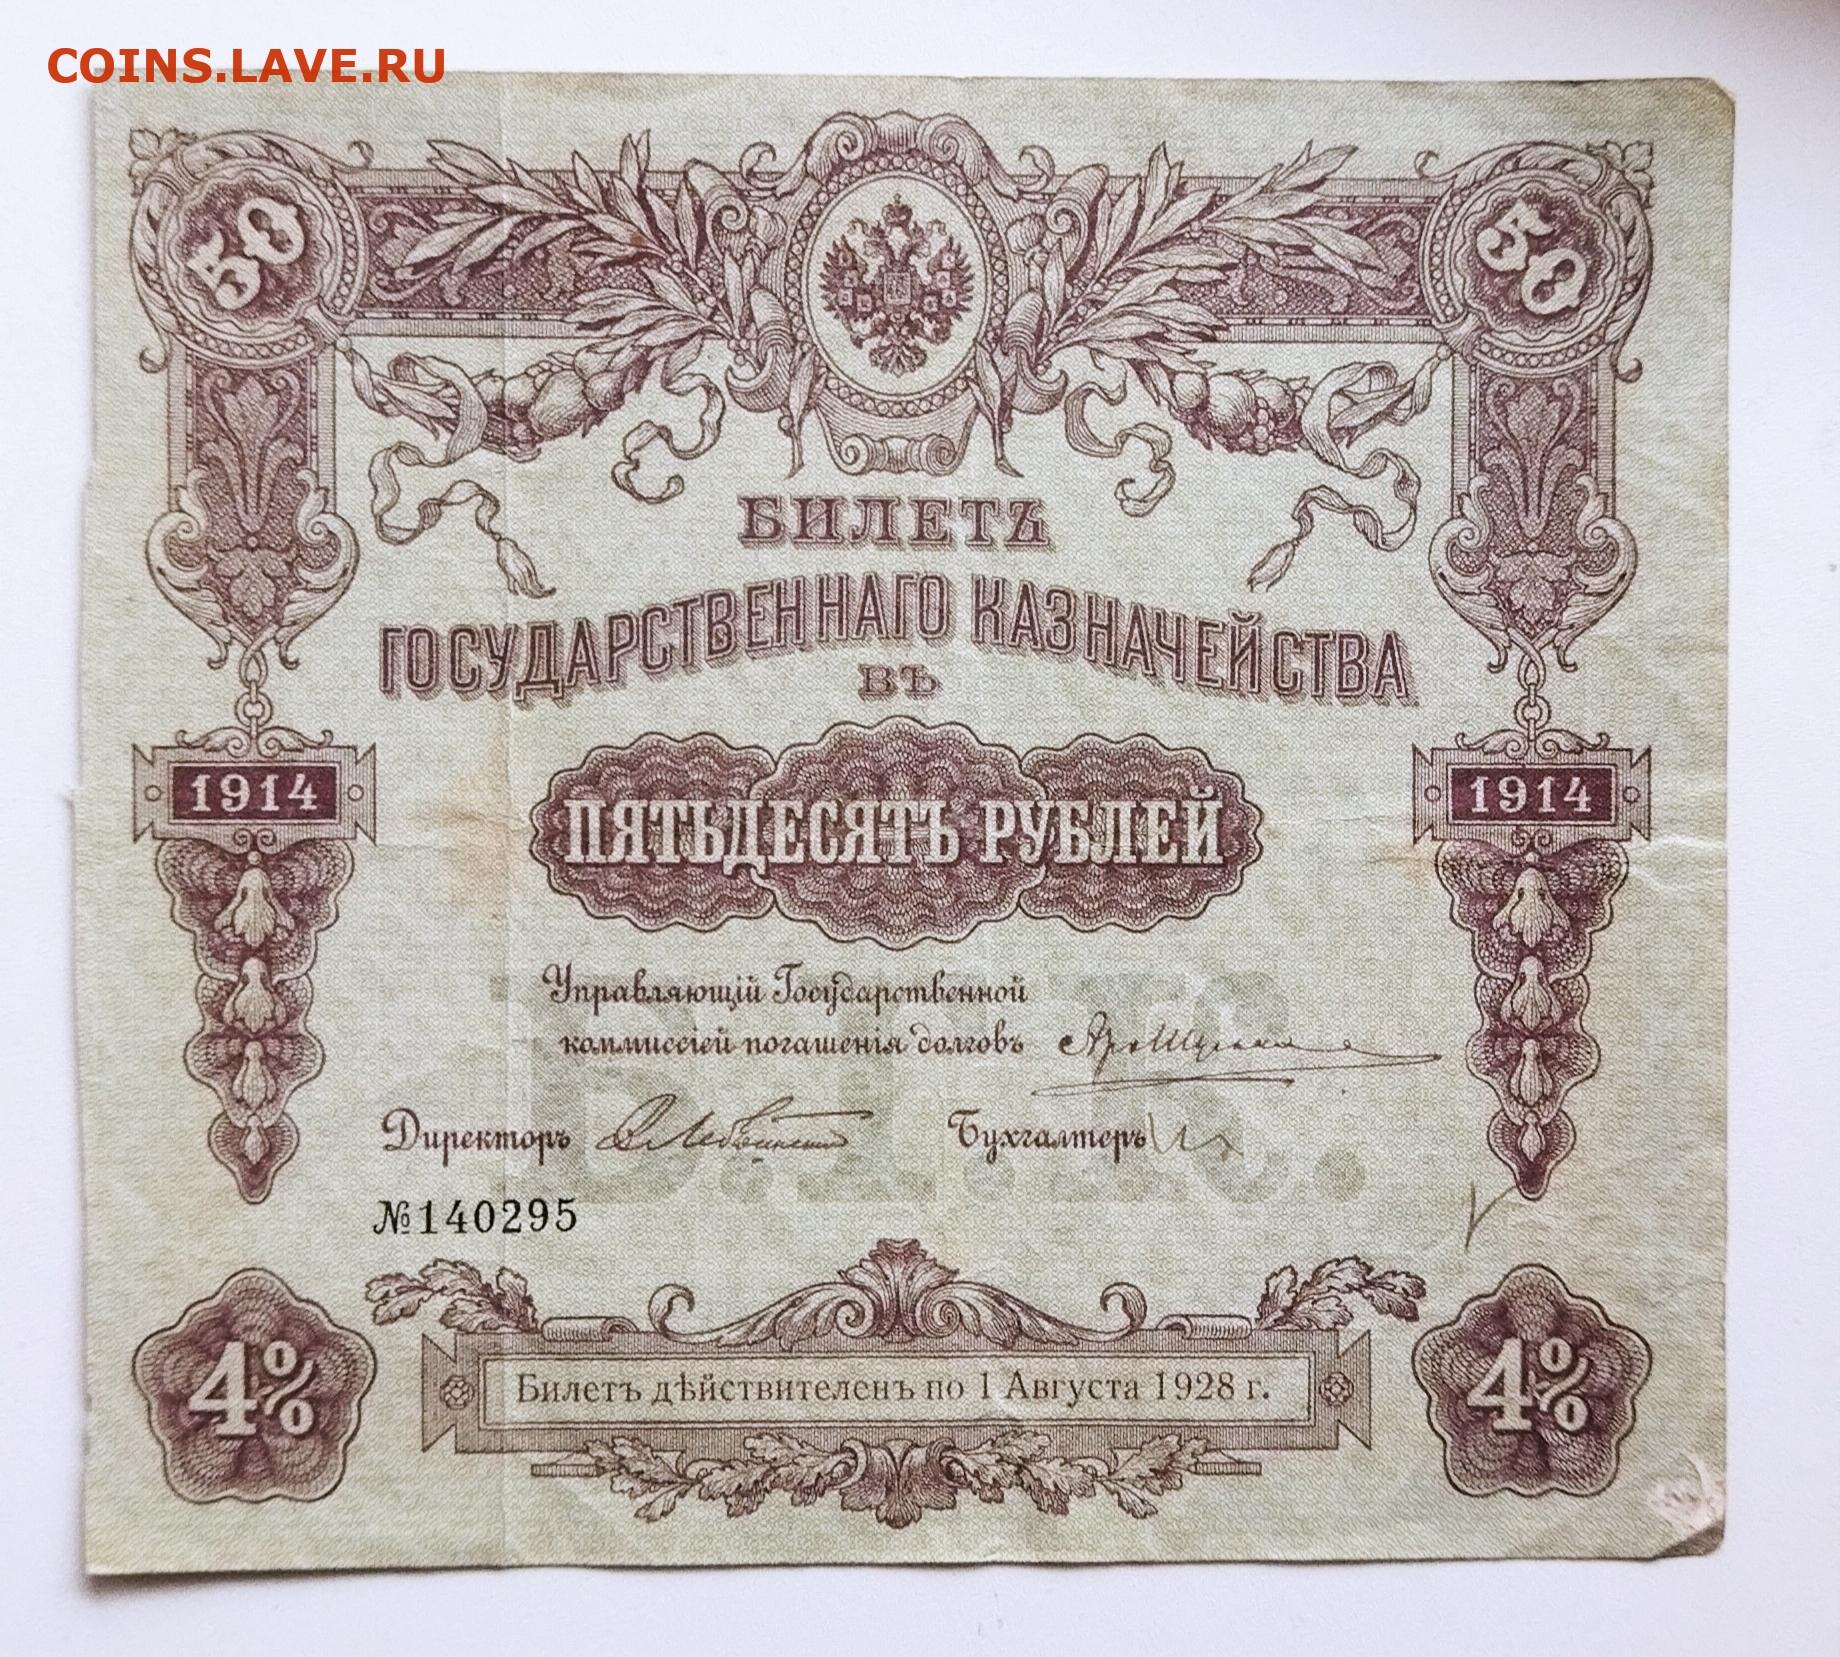 COINS.LAVE.RU
50 50
БИЛЕТЪ
ГОСУДАРСТВЕННАГО КАЗНАЧЕЙСТВА
ВЪ
1914 1914
ПЯТЬДЕСЯТЪ РУБЛЕЙ
Управляющій Государственной
коммиссіей погашенія долговъ
Директоръ Бухгалтеръ
№140295
4% 4%
Билетъ дѣйствителенъ по 1 Августа 1928 г.